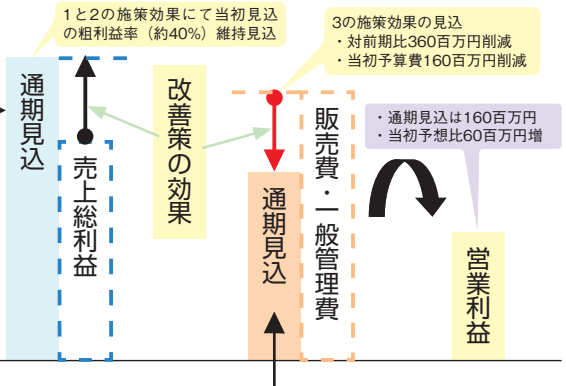 1と2の施策効果にて当初見込
の粗利益率（約40%）維持見込
3の施策効果の見込
・対前期比360百万円削減
・当初予算費160百万円削減
・通期見込は160百万円
・当初予想比60百万円増
通期見込
売上総利益
改善策の効果
通期見込
販売費・一般管理費
営業利益